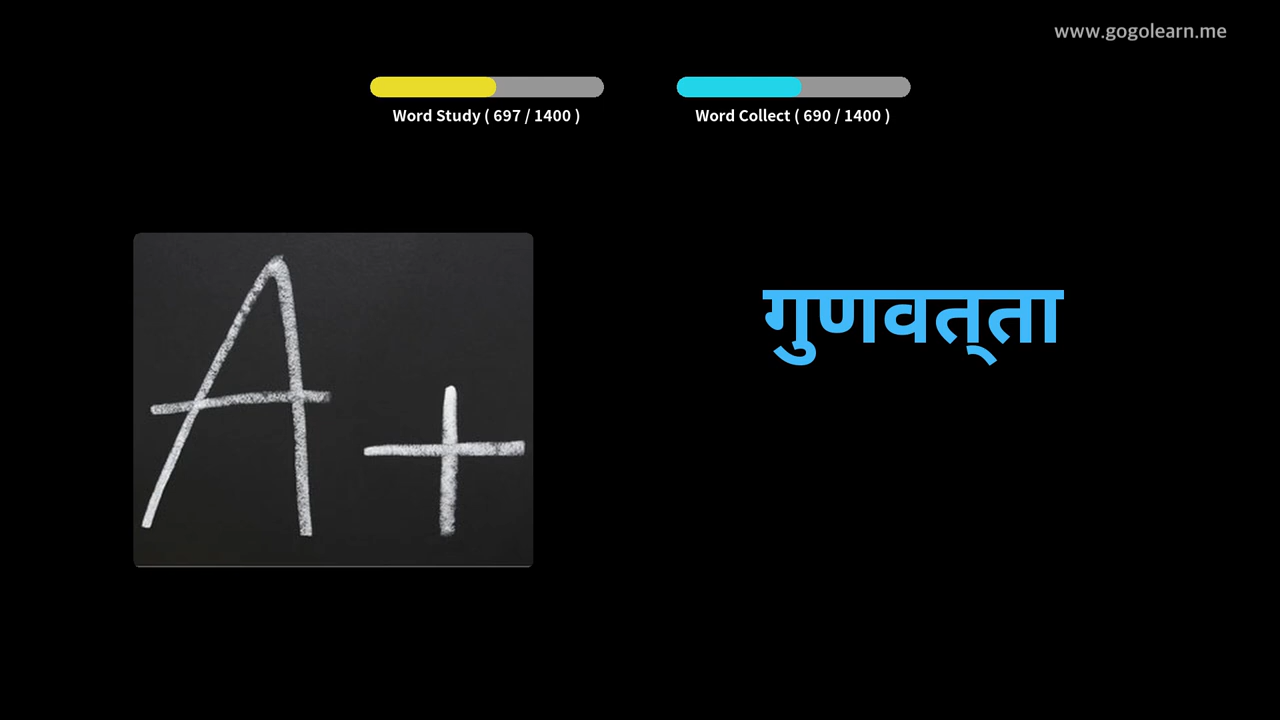 www.gogolearn.me
Word Study ( 697 / 1400 )
Word Collect ( 690 / 1400 )
A+
गुणवत्‌ता